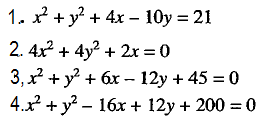 1.. x² + y² + 4x − 10y = 21
2. 4x² + 4y² + 2x = 0
3, x² + y² + 6x − 12y + 45 = 0
4. x² + y² − 16x + 12y + 200 = 0